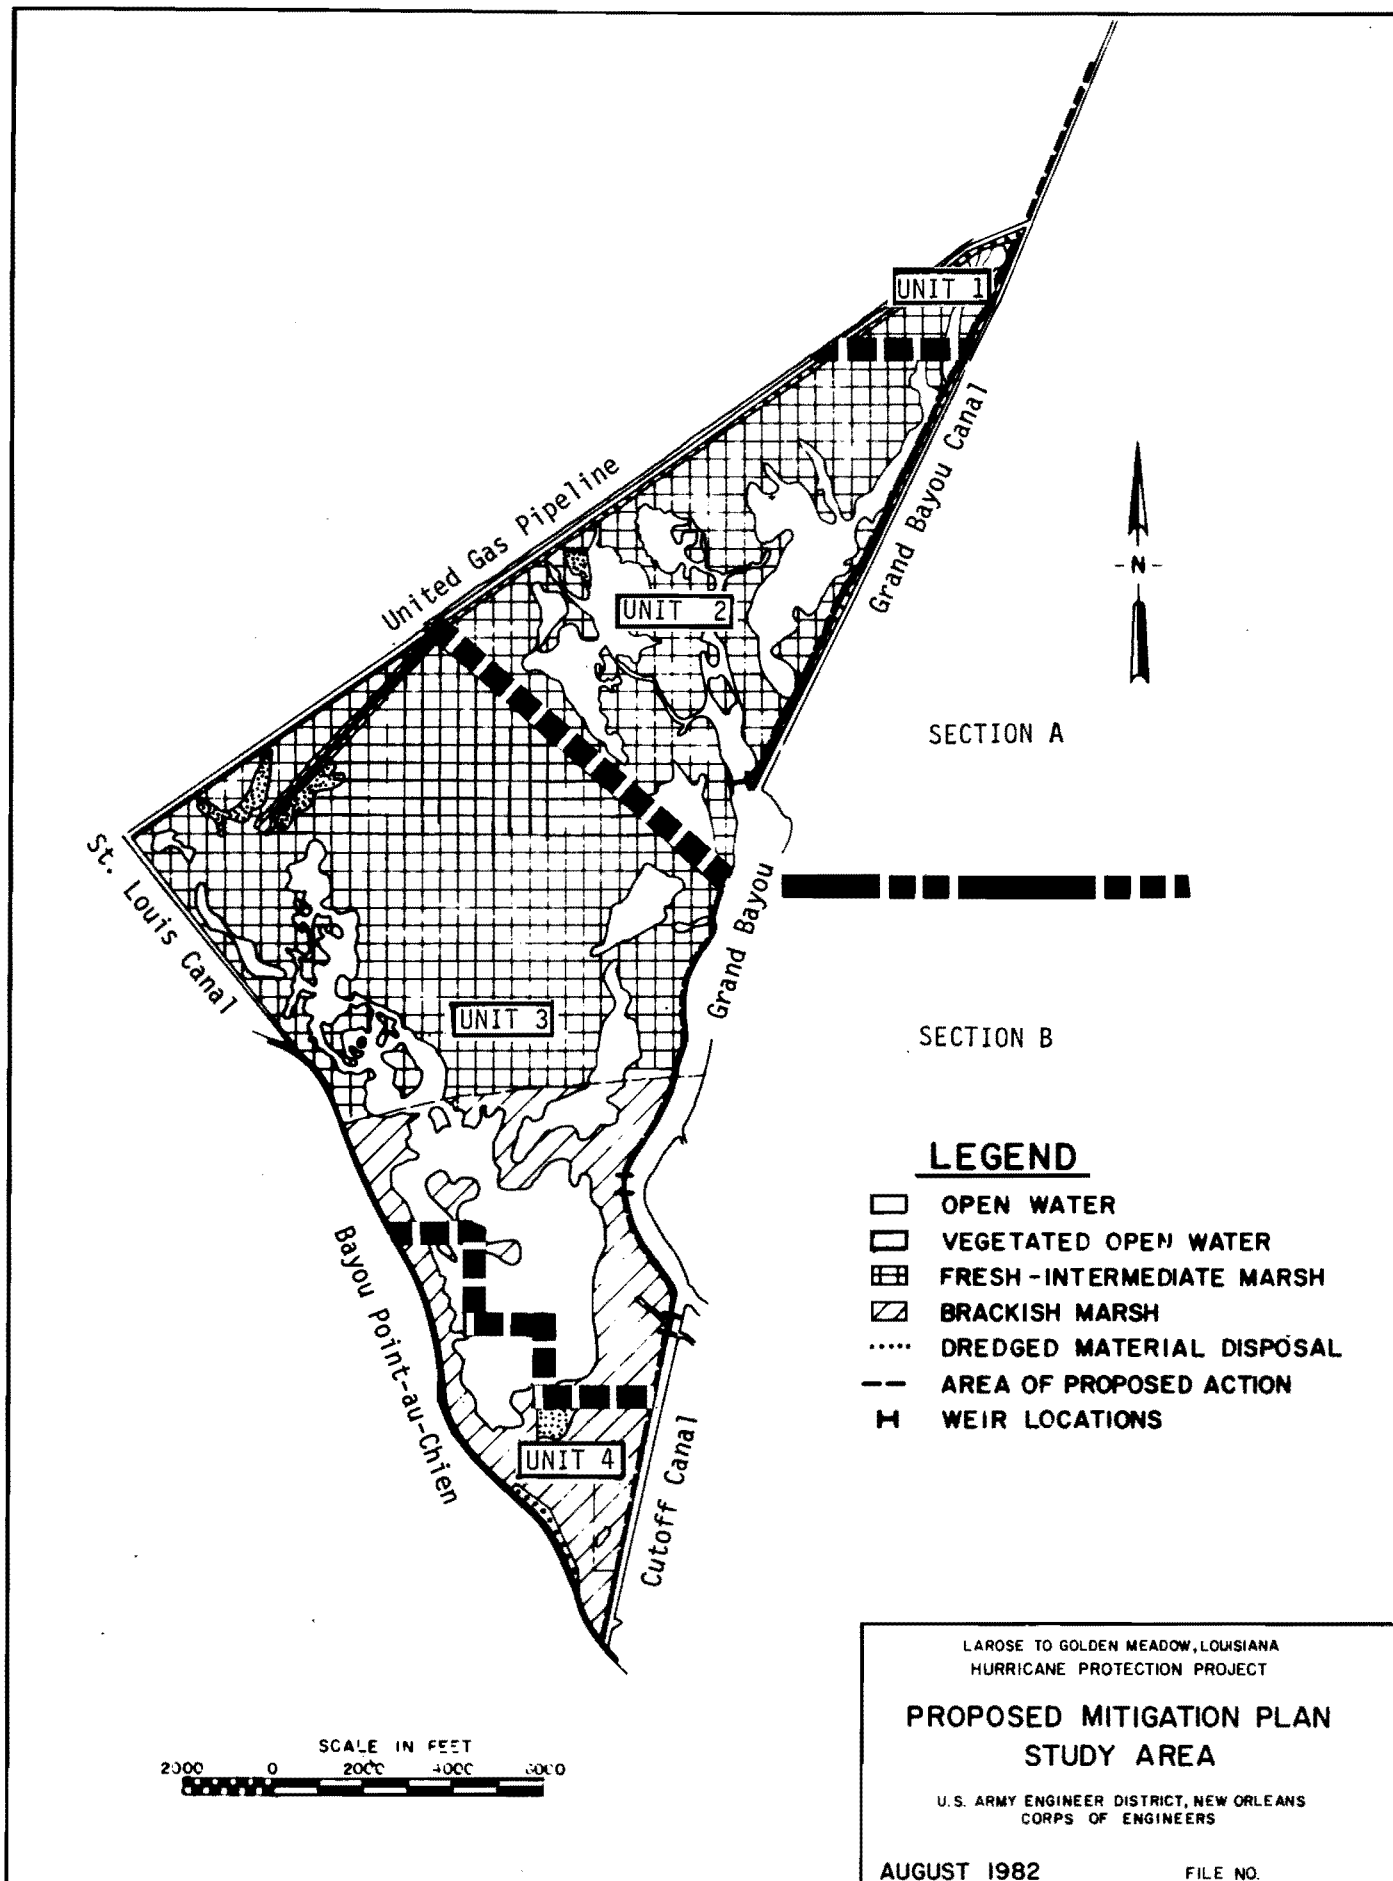 UNIT 1
United Gas Pipeline
Grand Bayou Canal
N
UNIT 2
SECTION A
St. Louis Canal
Grand Bayou
UNIT 3
SECTION B
LEGEND
OPEN WATER
VEGETATED OPEN WATER
FRESH-INTERMEDIATE MARSH
BRACKISH MARSH
DREDGED MATERIAL DISPOSAL
AREA OF PROPOSED ACTION
WEIR LOCATIONS
Bayou Point-au-Chien
UNIT 4
Cutoff Canal
SCALE IN FEET
2000 0 2000 4000 6000
LAROSE TO GOLDEN MEADOW, LOUISIANA
HURRICANE PROTECTION PROJECT
PROPOSED MITIGATION PLAN
STUDY AREA
U.S. ARMY ENGINEER DISTRICT, NEW ORLEANS
CORPS OF ENGINEERS
AUGUST 1982 FILE NO.